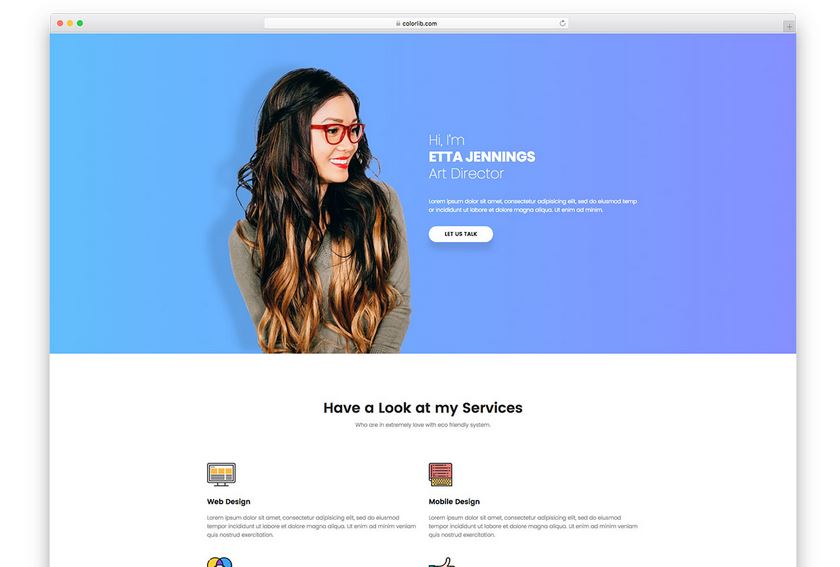 colorlib.com
Hi, I'm
ETTA JENNINGS
Art Director
Lorem ipsum dolor sit amet, consectetur adipisicing elit, sed do eiusmod temp
or incididunt ut labore et dolore magna aliqua. Ut enim ad minim.
LET US TALK
Have a Look at my Services
Who are in extremely love with eco friendly system.
Web Design
Lorem ipsum dolor sit amet, consectetur adipisicing elit, sed do eiusmod
tempor incididunt ut labore et dolore magna aliqua. Ut enim ad minim veniam
quis nostrud exercitation.
Mobile Design
Lorem ipsum dolor sit amet, consectetur adipisicing elit, sed do eiusmod
tempor incididunt ut labore et dolore magna aliqua. Ut enim ad minim veniam
quis nostrud exercitation.